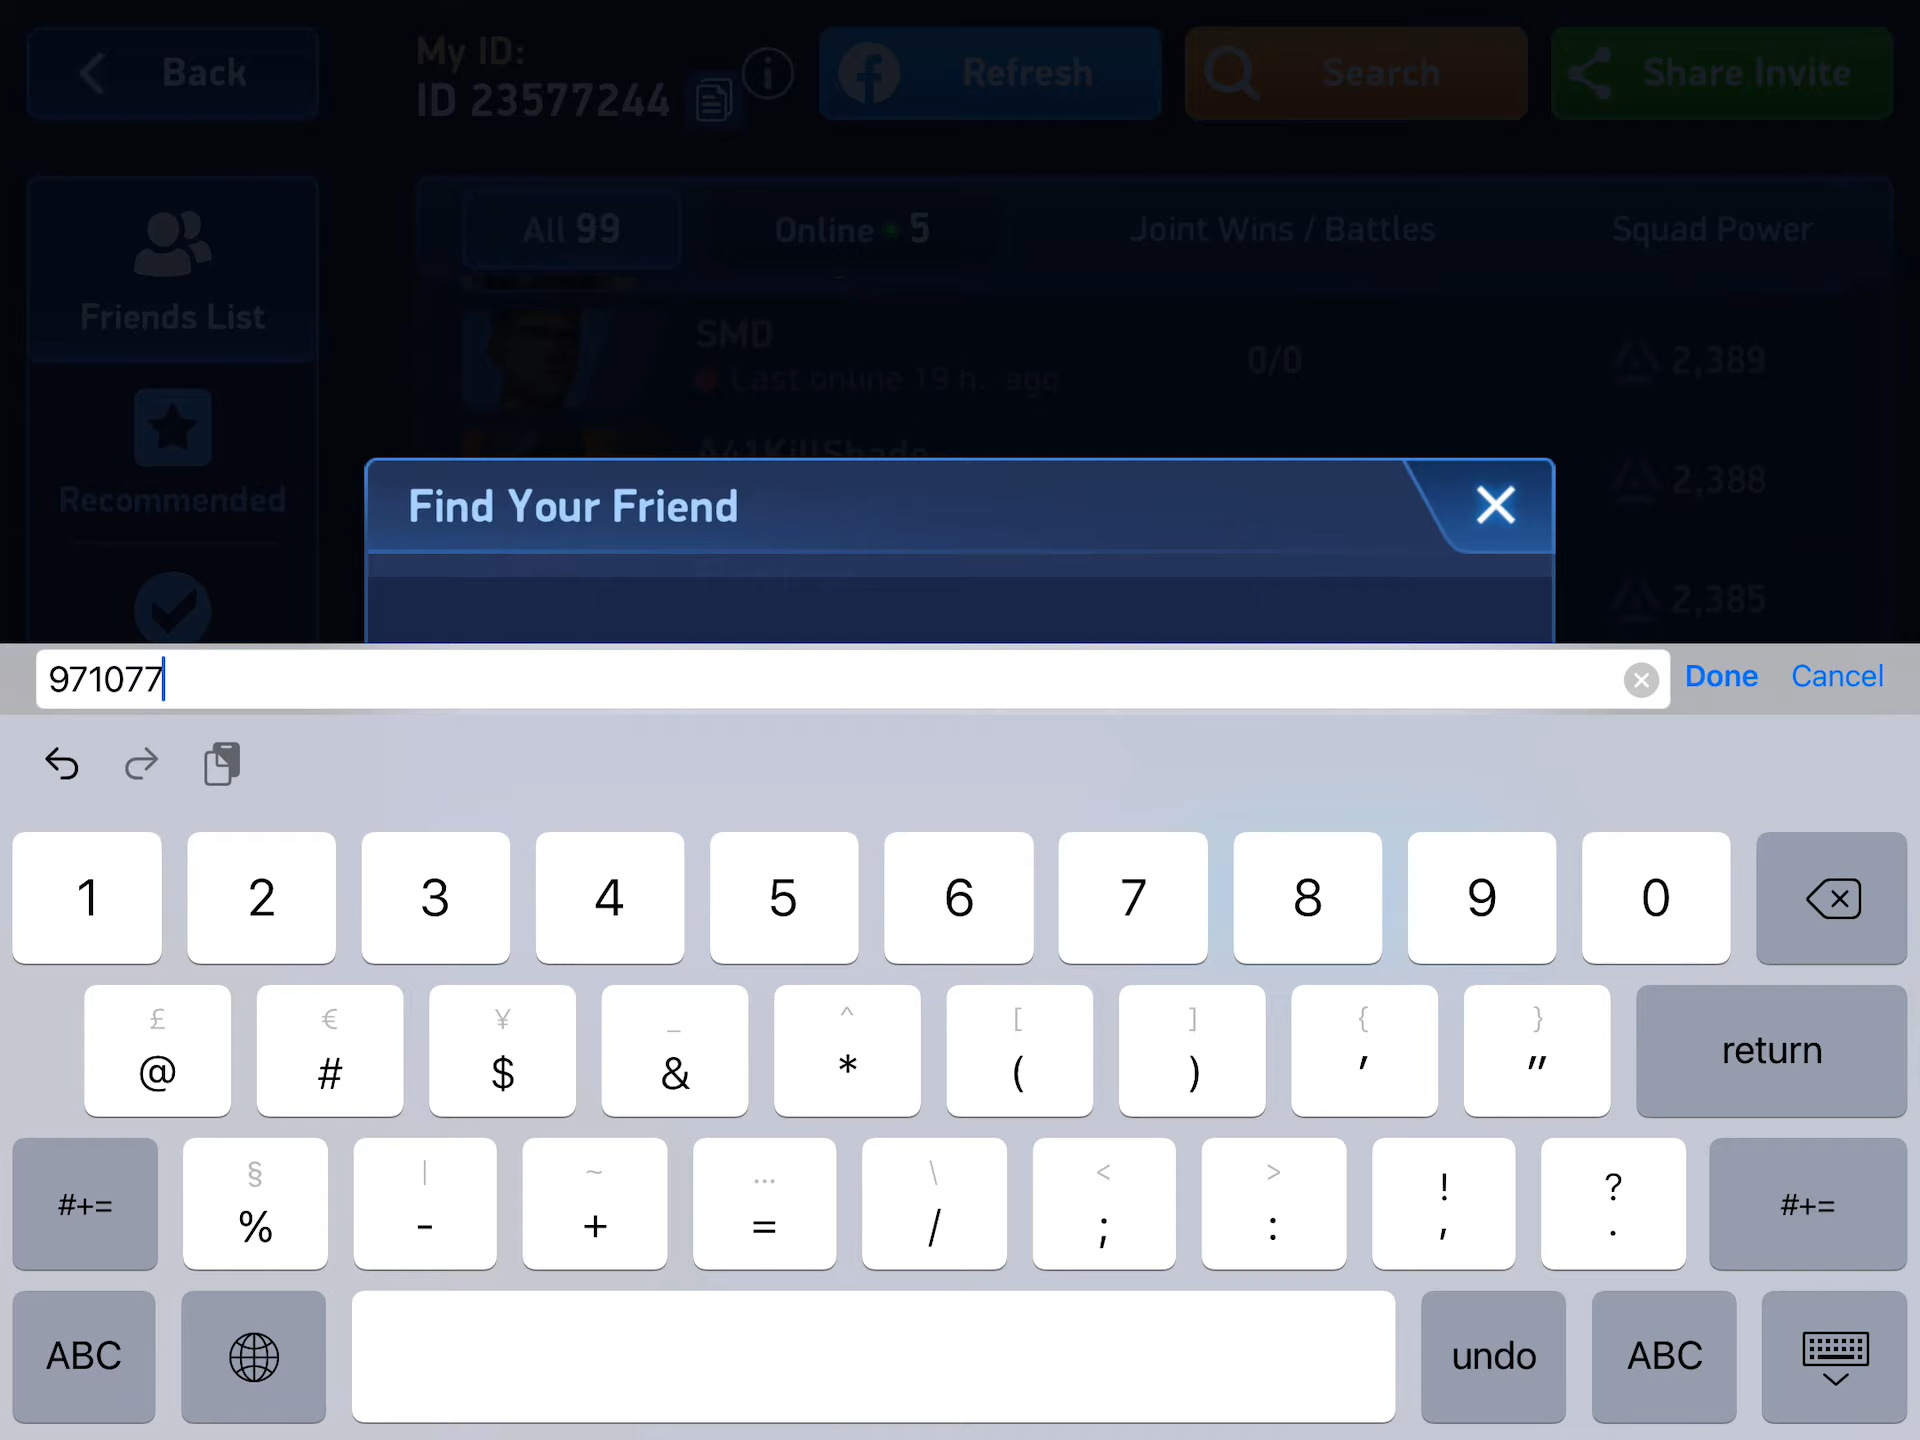 Back
My ID:
ID 23577244
i
Refresh
Search
Share Invite
Friends List
Recommended
All 99
Online 5
Joint Wins / Battles
Squad Power
SMD
Last online 19 h. ago
0/0
2,389
A41KillShade
2,388
2,385
Find Your Friend
971077
Done
Cancel
1 2 3 4 5 6 7 8 9 0
£ € ¥ _ ^ [ ] { }
@ # $ & * ( ) ' "
return
#+=
§ | ~ … \ < > ! ?
% - + = / ; : , .
#+=
ABC
undo
ABC